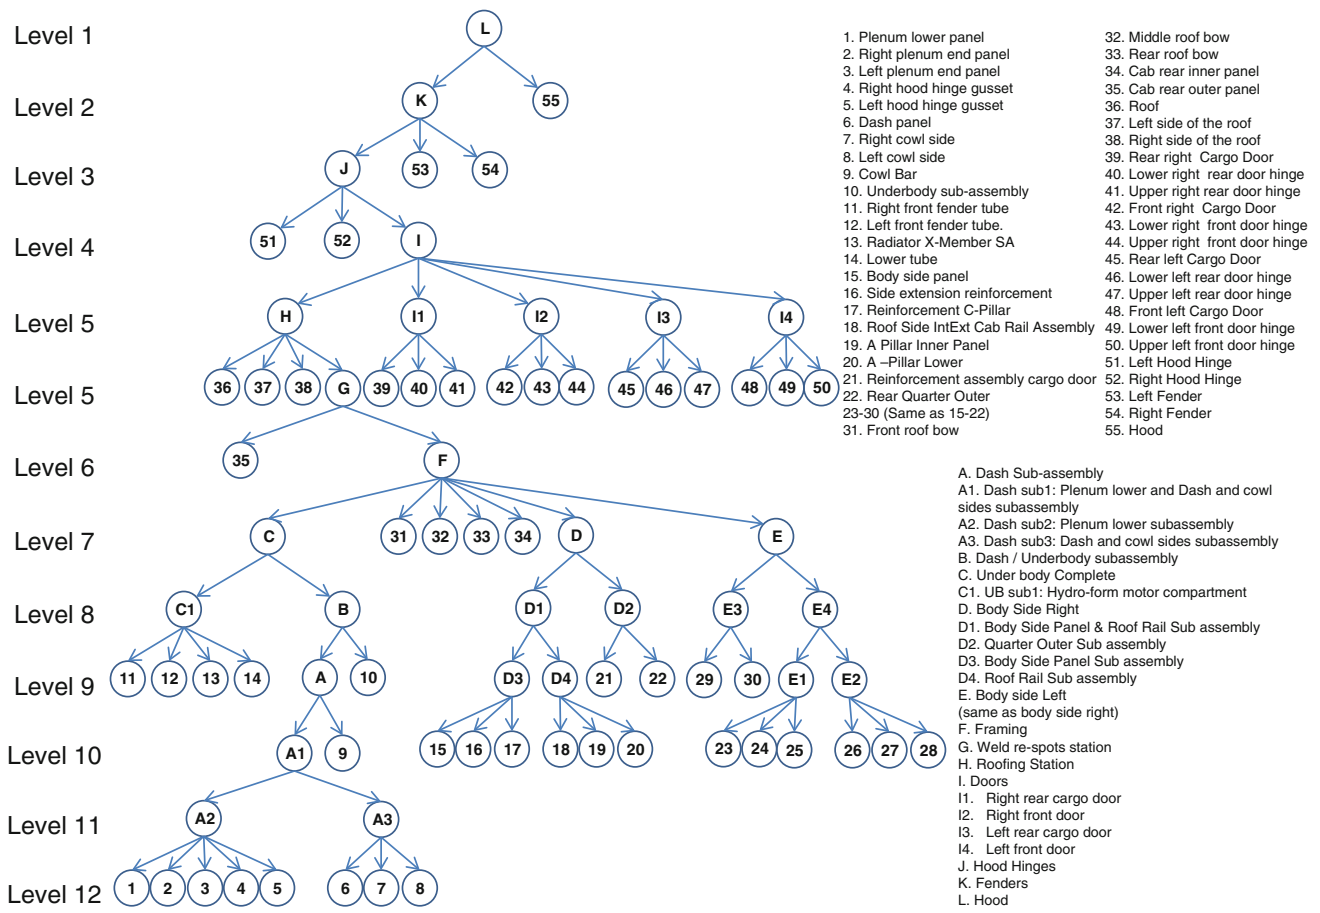 Level 1
L
Level 2
K
55
Level 3
J
53
54
Level 4
51
52
I
Level 5
H
I1
I2
I3
I4
Level 5
36
37
38
G
39
40
41
42
43
44
45
46
47
48
49
50
Level 6
35
F
Level 7
C
31
32
33
34
D
E
Level 8
C1
B
D1
D2
E3
E4
Level 9
11
12
13
14
A
10
D3
D4
21
22
29
30
E1
E2
Level 10
A1
9
15
16
17
18
19
20
23
24
25
26
27
28
Level 11
A2
A3
Level 12
1
2
3
4
5
6
7
8
1. Plenum lower panel
2. Right plenum end panel
3. Left plenum end panel
4. Right hood hinge gusset
5. Left hood hinge gusset
6. Dash panel
7. Right cowl side
8. Left cowl side
9. Cowl Bar
10. Underbody sub-assembly
11. Right front fender tube
12. Left front fender tube.
13. Radiator X-Member SA
14. Lower tube
15. Body side panel
16. Side extension reinforcement
17. Reinforcement C-Pillar
18. Roof Side IntExt Cab Rail Assembly
19. A Pillar Inner Panel
20. A –Pillar Lower
21. Reinforcement assembly cargo door
22. Rear Quarter Outer
23-30 (Same as 15-22)
31. Front roof bow
32. Middle roof bow
33. Rear roof bow
34. Cab rear inner panel
35. Cab rear outer panel
36. Roof
37. Left side of the roof
38. Right side of the roof
39. Rear right Cargo Door
40. Lower right rear door hinge
41. Upper right rear door hinge
42. Front right Cargo Door
43. Lower right front door hinge
44. Upper right front door hinge
45. Rear left Cargo Door
46. Lower left rear door hinge
47. Upper left rear door hinge
48. Front left Cargo Door
49. Lower left front door hinge
50. Upper left front door hinge
51. Left Hood Hinge
52. Right Hood Hinge
53. Left Fender
54. Right Fender
55. Hood
A. Dash Sub-assembly
A1. Dash sub1: Plenum lower and Dash and cowl
sides subassembly
A2. Dash sub2: Plenum lower subassembly
A3. Dash sub3: Dash and cowl sides subassembly
B. Dash / Underbody subassembly
C. Under body Complete
C1. UB sub1: Hydro-form motor compartment
D. Body Side Right
D1. Body Side Panel & Roof Rail Sub assembly
D2. Quarter Outer Sub assembly
D3. Body Side Panel Sub assembly
D4. Roof Rail Sub assembly
E. Body side Left
(same as body side right)
F. Framing
G. Weld re-spots station
H. Roofing Station
I. Doors
I1. Right rear cargo door
I2. Right front door
I3. Left rear cargo door
I4. Left front door
J. Hood Hinges
K. Fenders
L. Hood